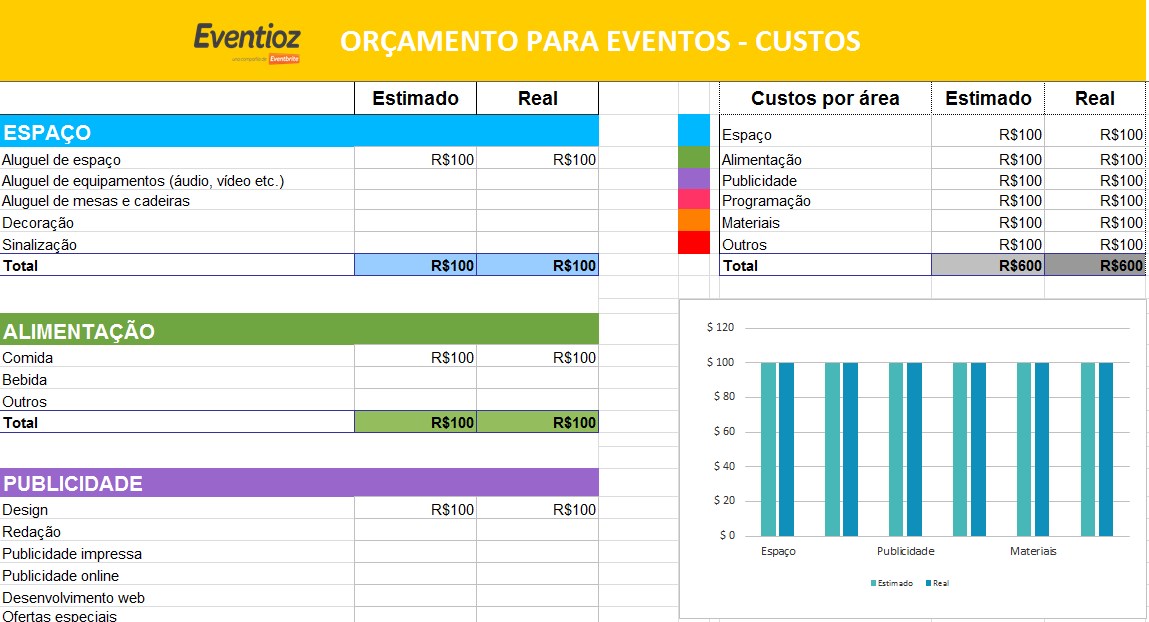 Eventioz
Eventbrite
ORÇAMENTO PARA EVENTOS - CUSTOS
Estimado Real
ESPAÇO
Aluguel de espaço R$100 R$100
Aluguel de equipamentos (áudio, vídeo etc.)
Aluguel de mesas e cadeiras
Decoração
Sinalização
Total R$100 R$100
ALIMENTAÇÃO
Comida R$100 R$100
Bebida
Outros
Total R$100 R$100
PUBLICIDADE
Design R$100 R$100
Redação
Publicidade impressa
Publicidade online
Desenvolvimento web
Ofertas especiais
Custos por área Estimado Real
Espaço R$100 R$100
Alimentação R$100 R$100
Publicidade R$100 R$100
Programação R$100 R$100
Materiais R$100 R$100
Outros R$100 R$100
Total R$600 R$600
$ 120
$ 100
$ 80
$ 60
$ 40
$ 20
$ 0
Espaço Publicidade Materiais
Estimado Real